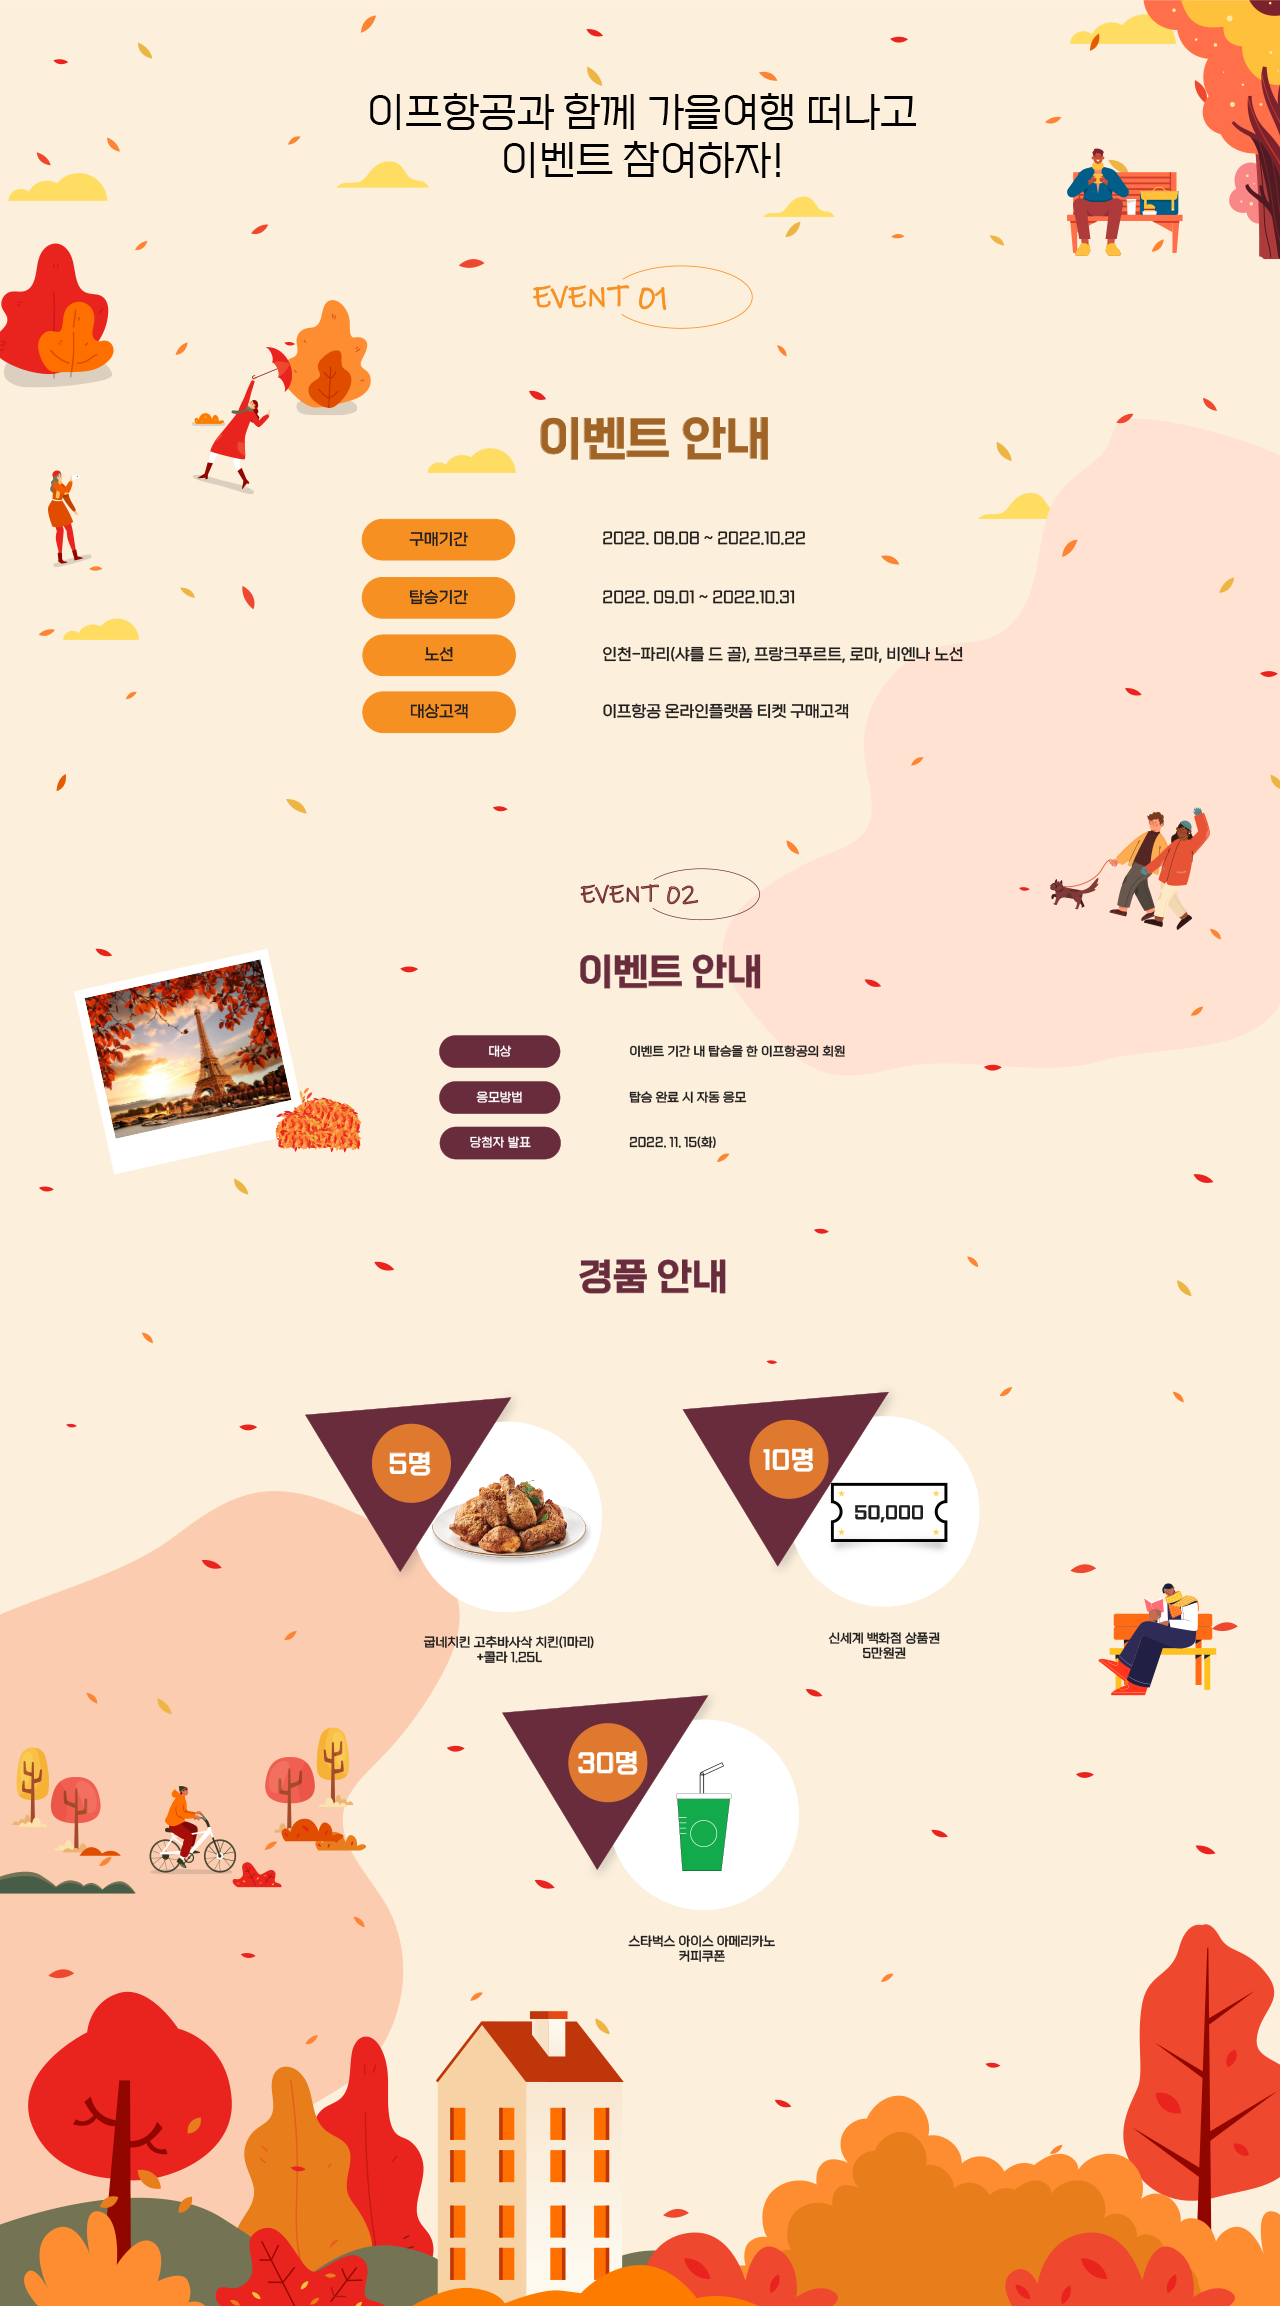 이프항공과 함께 가을여행 떠나고
이벤트 참여하자!
EVENT 01
이벤트 안내
구매기간
2022. 08.08 ~ 2022.10.22
탑승기간
2022. 09.01 ~ 2022.10.31
노선
인천-파리(샤를 드 골), 프랑크푸르트, 로마, 비엔나 노선
대상고객
이프항공 온라인플랫폼 티켓 구매고객
EVENT 02
이벤트 안내
대상
이벤트 기간 내 탑승을 한 이프항공의 회원
응모방법
탑승 완료 시 자동 응모
당첨자 발표
2022. 11. 15(화)
경품 안내
5명
굽네치킨 고추바사삭 치킨(1마리)
+콜라 1.25L
10명
50,000
신세계 백화점 상품권
5만원권
30명
스타벅스 아이스 아메리카노
커피쿠폰